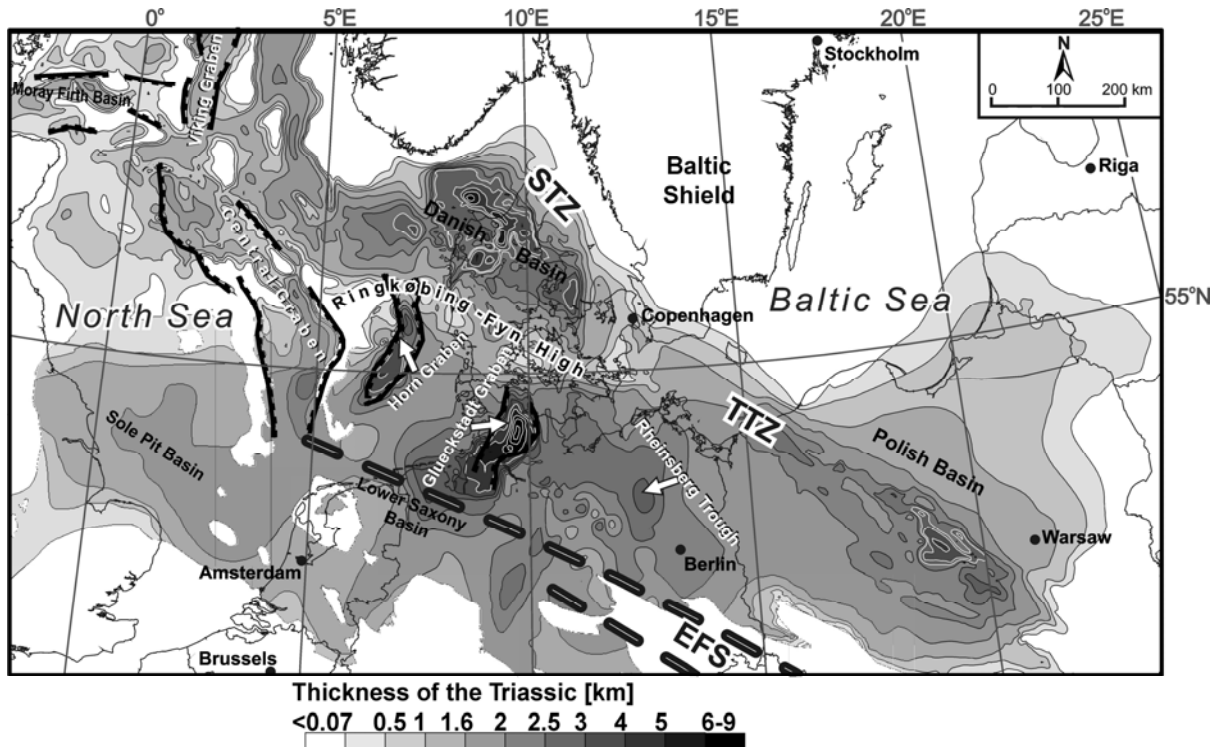 0° 5°E 10°E 15°E 20°E 25°E
Stockholm
N
0 100 200 km
Viking Graben
Moray Firth Basin
Riga
Baltic
Shield
STZ
Danish
Basin
Central Graben
55°N
North Sea
Ringkøbing-Fyn-High
Baltic Sea
Copenhagen
Horn Graben
Glueckstadt Graben
TTZ
Sole Pit Basin
Rheinsberg Trough
Polish Basin
Lower Saxony
Basin
Warsaw
Berlin
Amsterdam
EFS
Brussels
Thickness of the Triassic [km]
<0.07 0.5 1 1.6 2 2.5 3 4 5 6-9